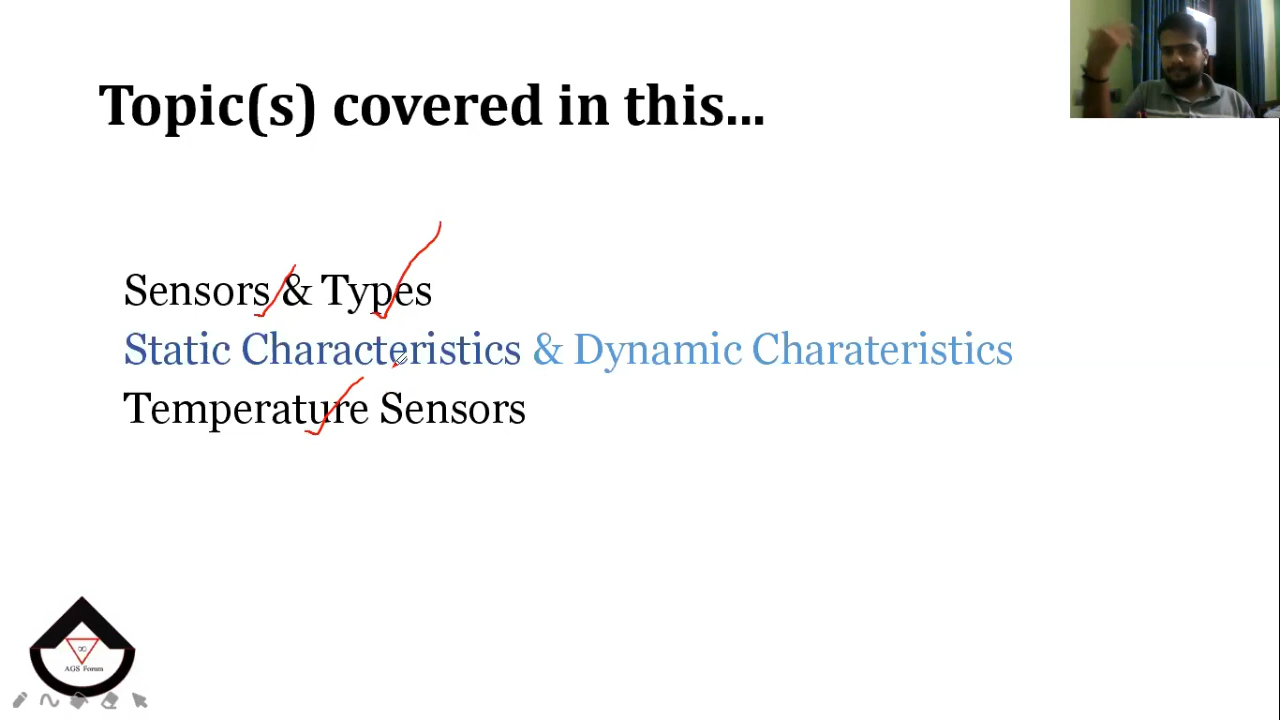 Topic(s) covered in this...
Sensors & Types
Static Characteristics & Dynamic Charateristics
Temperature Sensors
∞
AGS Forum